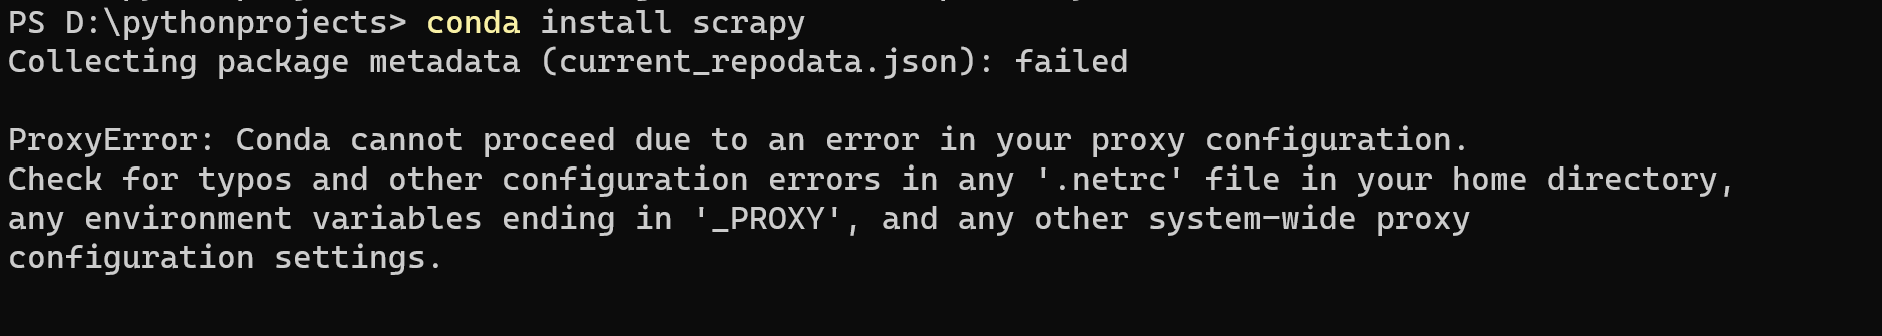 PS D:\pythonprojects> conda install scrapy
Collecting package metadata (current_repodata.json): failed
ProxyError: Conda cannot proceed due to an error in your proxy configuration.
Check for typos and other configuration errors in any '.netrc' file in your home directory,
any environment variables ending in '_PROXY', and any other system-wide proxy
configuration settings.